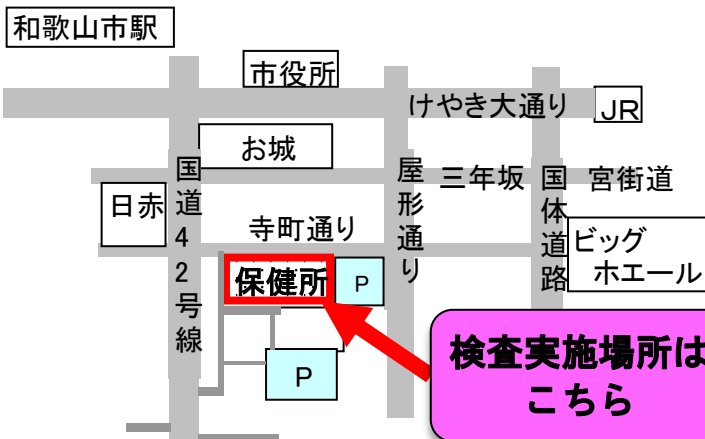 和歌山市駅
市役所
けやき大通り
JR
お城
国道42号線
屋形通り
三年坂
国体道路
宮街道
日赤
寺町通り
ビッグ
ホエール
保健所
P
P
検査実施場所は
こちら